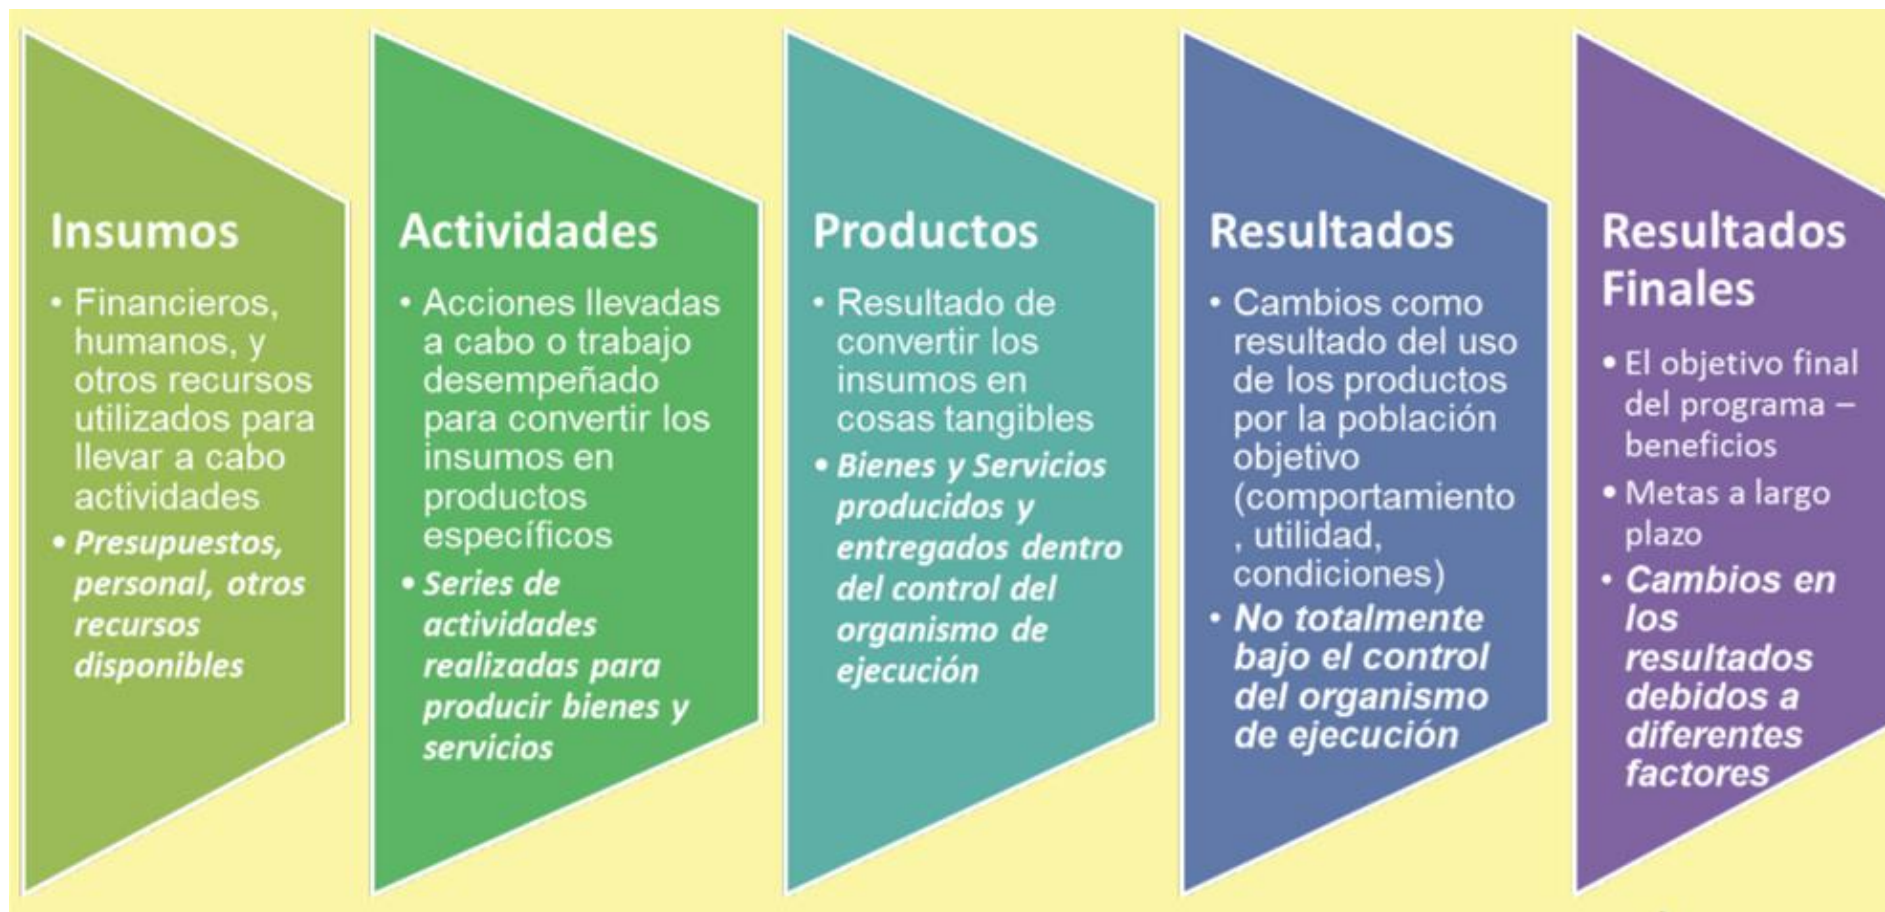 Insumos
• Financieros,
humanos, y
otros recursos
utilizados para
llevar a cabo
actividades
• Presupuestos,
personal, otros
recursos
disponibles
Actividades
• Acciones llevadas
a cabo o trabajo
desempeñado
para convertir los
insumos en
productos
específicos
• Series de
actividades
realizadas para
producir bienes y
servicios
Productos
• Resultado de
convertir los
insumos en
cosas tangibles
• Bienes y Servicios
producidos y
entregados dentro
del control del
organismo de
ejecución
Resultados
• Cambios como
resultado del uso
de los productos
por la población
objetivo
(comportamiento
, utilidad,
condiciones)
• No totalmente
bajo el control
del organismo
de ejecución
Resultados
Finales
• El objetivo final
del programa –
beneficios
• Metas a largo
plazo
• Cambios en
los
resultados
debidos a
diferentes
factores